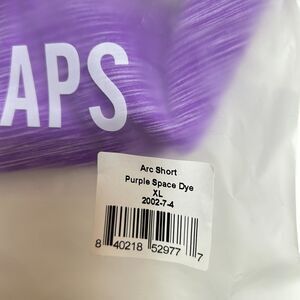 APS
Arc Short
Purple Space Dye
XL
2002-7-4
8 40218 52977 7